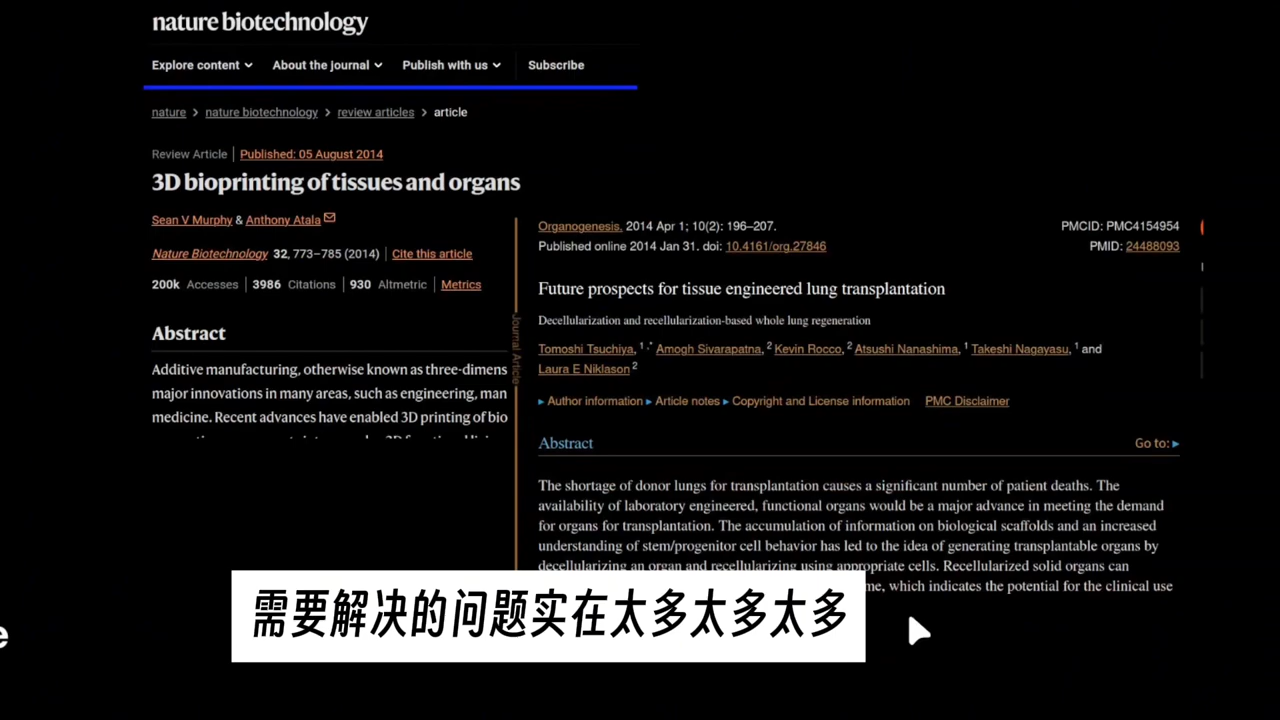 nature biotechnology
Explore content
About the journal
Publish with us
Subscribe
nature > nature biotechnology > review articles > article
Review Article | Published: 05 August 2014
3D bioprinting of tissues and organs
Sean V Murphy & Anthony Atala
Nature Biotechnology 32, 773–785 (2014) | Cite this article
200k Accesses | 3986 Citations | 930 Altmetric | Metrics
Abstract
Additive manufacturing, otherwise known as three-dimens
major innovations in many areas, such as engineering, man
medicine. Recent advances have enabled 3D printing of bio
Journal Article
Organogenesis. 2014 Apr 1; 10(2): 196–207.
Published online 2014 Jan 31. doi: 10.4161/org.27846
PMCID: PMC4154954
PMID: 24488093
Future prospects for tissue engineered lung transplantation
Decellularization and recellularization-based whole lung regeneration
Tomoshi Tsuchiya, 1,* Amogh Sivarapatna, 2 Kevin Rocco, 2 Atsushi Nanashima, 1 Takeshi Nagayasu, 1 and
Laura E Niklason 2
▸ Author information ▸ Article notes ▸ Copyright and License information PMC Disclaimer
Abstract
Go to: ▸
The shortage of donor lungs for transplantation causes a significant number of patient deaths. The
availability of laboratory engineered, functional organs would be a major advance in meeting the demand
for organs for transplantation. The accumulation of information on biological scaffolds and an increased
understanding of stem/progenitor cell behavior has led to the idea of generating transplantable organs by
decellularizing an organ and recellularizing using appropriate cells. Recellularized solid organs can
me, which indicates the potential for the clinical use
需要解决的问题实在太多太多太多
e